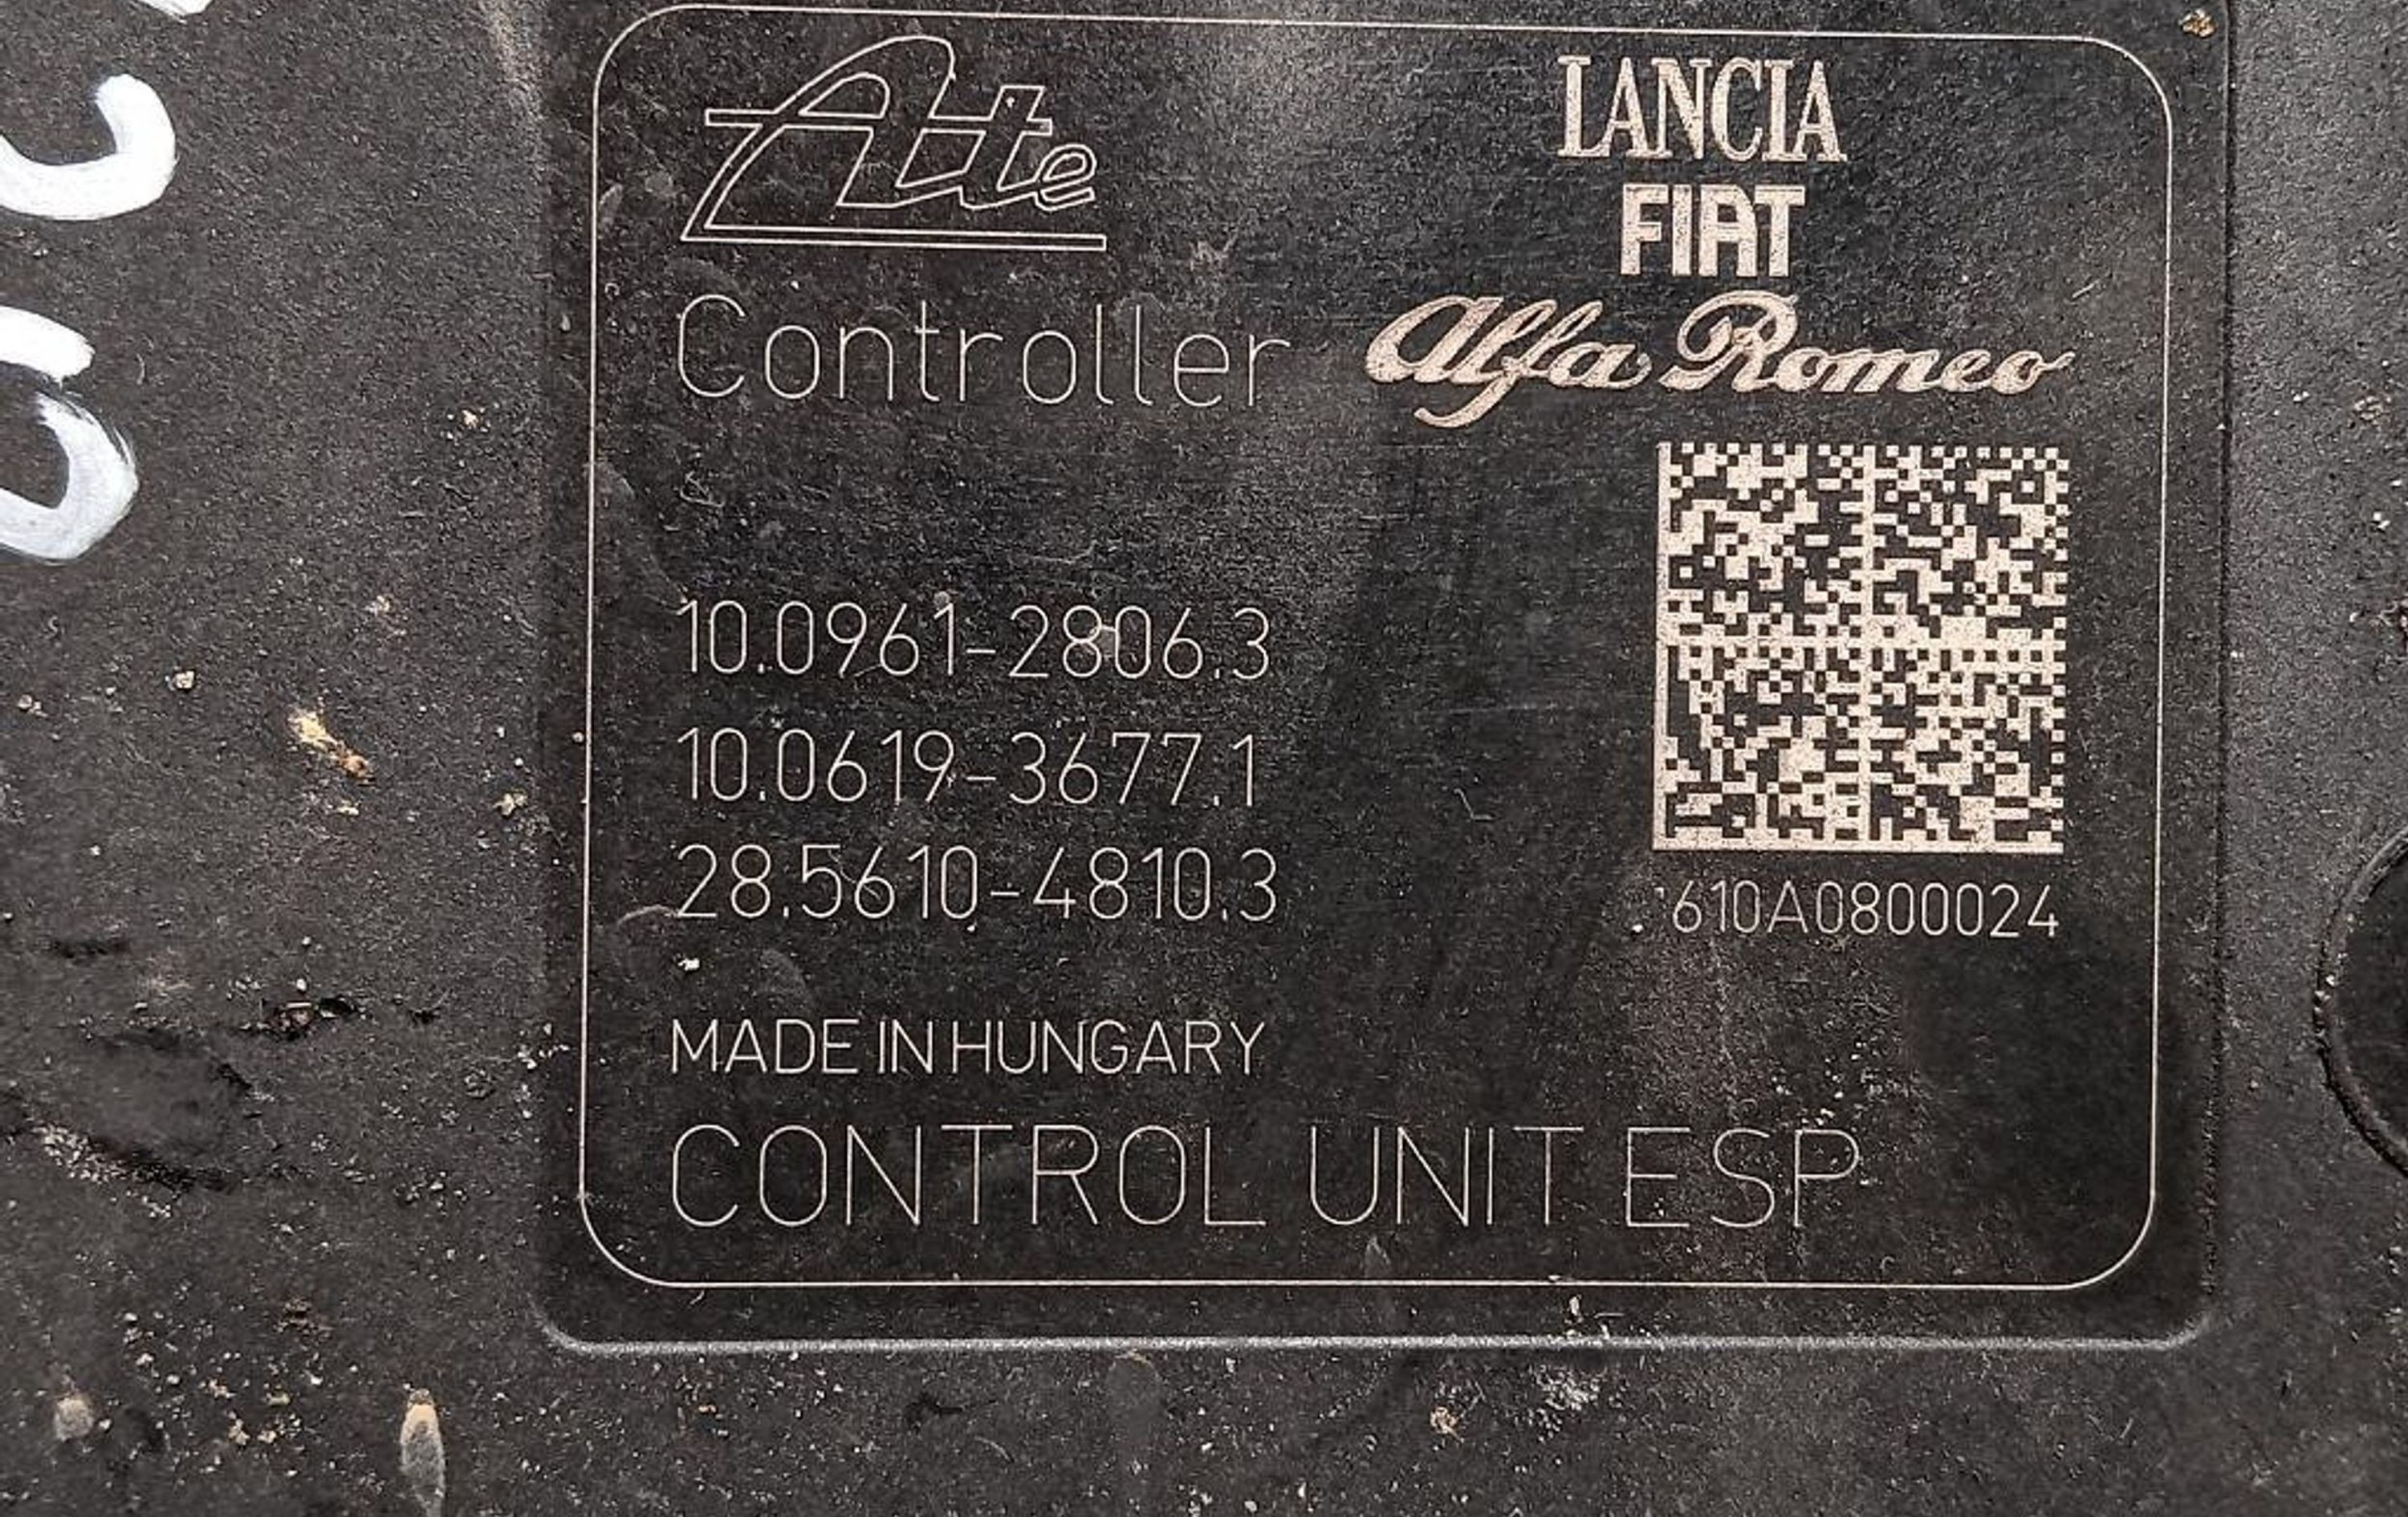 Ate
LANCIA
FIAT
Alfa Romeo
Controller
10.0961-2806.3
10.0619-3677.1
28.5610-4810.3
610A0800024
MADE IN HUNGARY
CONTROL UNIT ESP